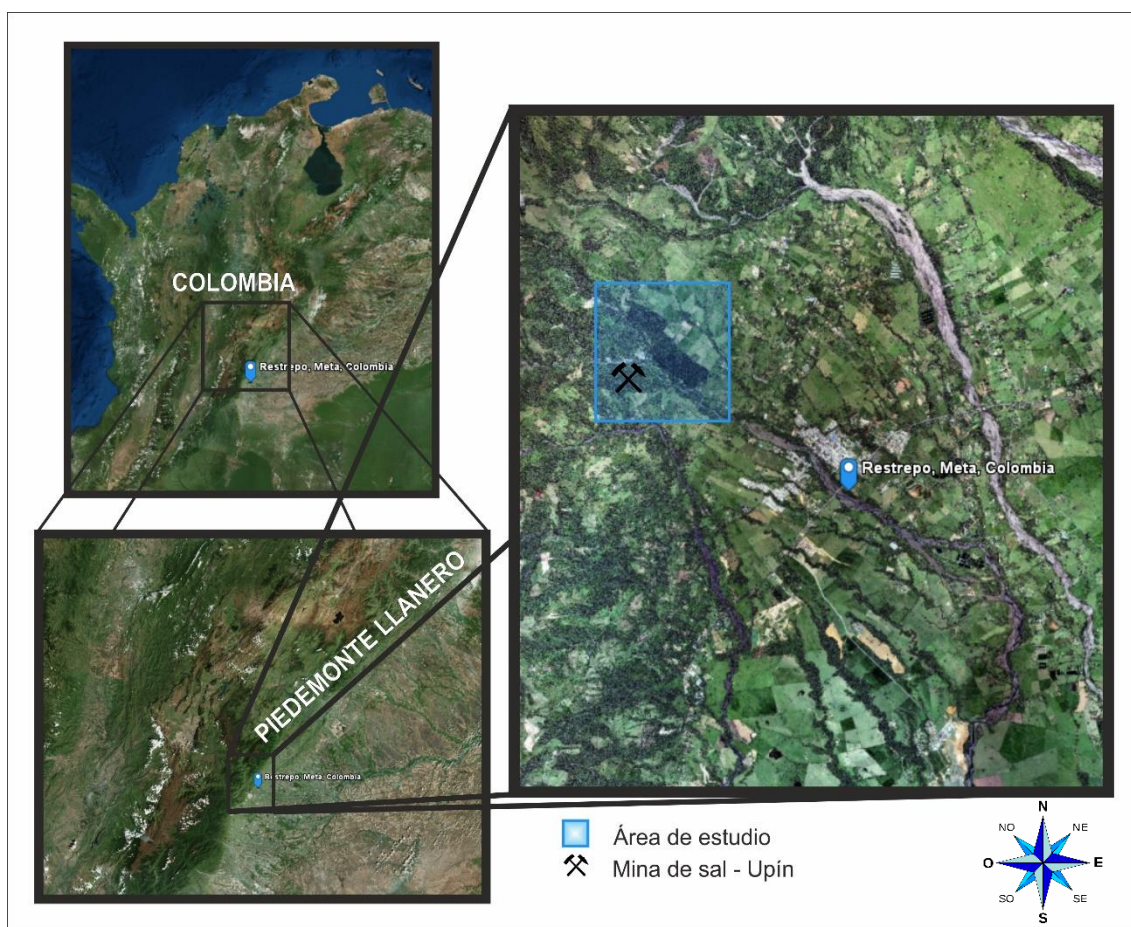 COLOMBIA
Restrepo, Meta, Colombia
PIEDEMONTE LLANERO
Restrepo, Meta, Colombia
Restrepo, Meta, Colombia
Área de estudio
Mina de sal - Upín
N
NO
NE
O
E
SO
SE
S